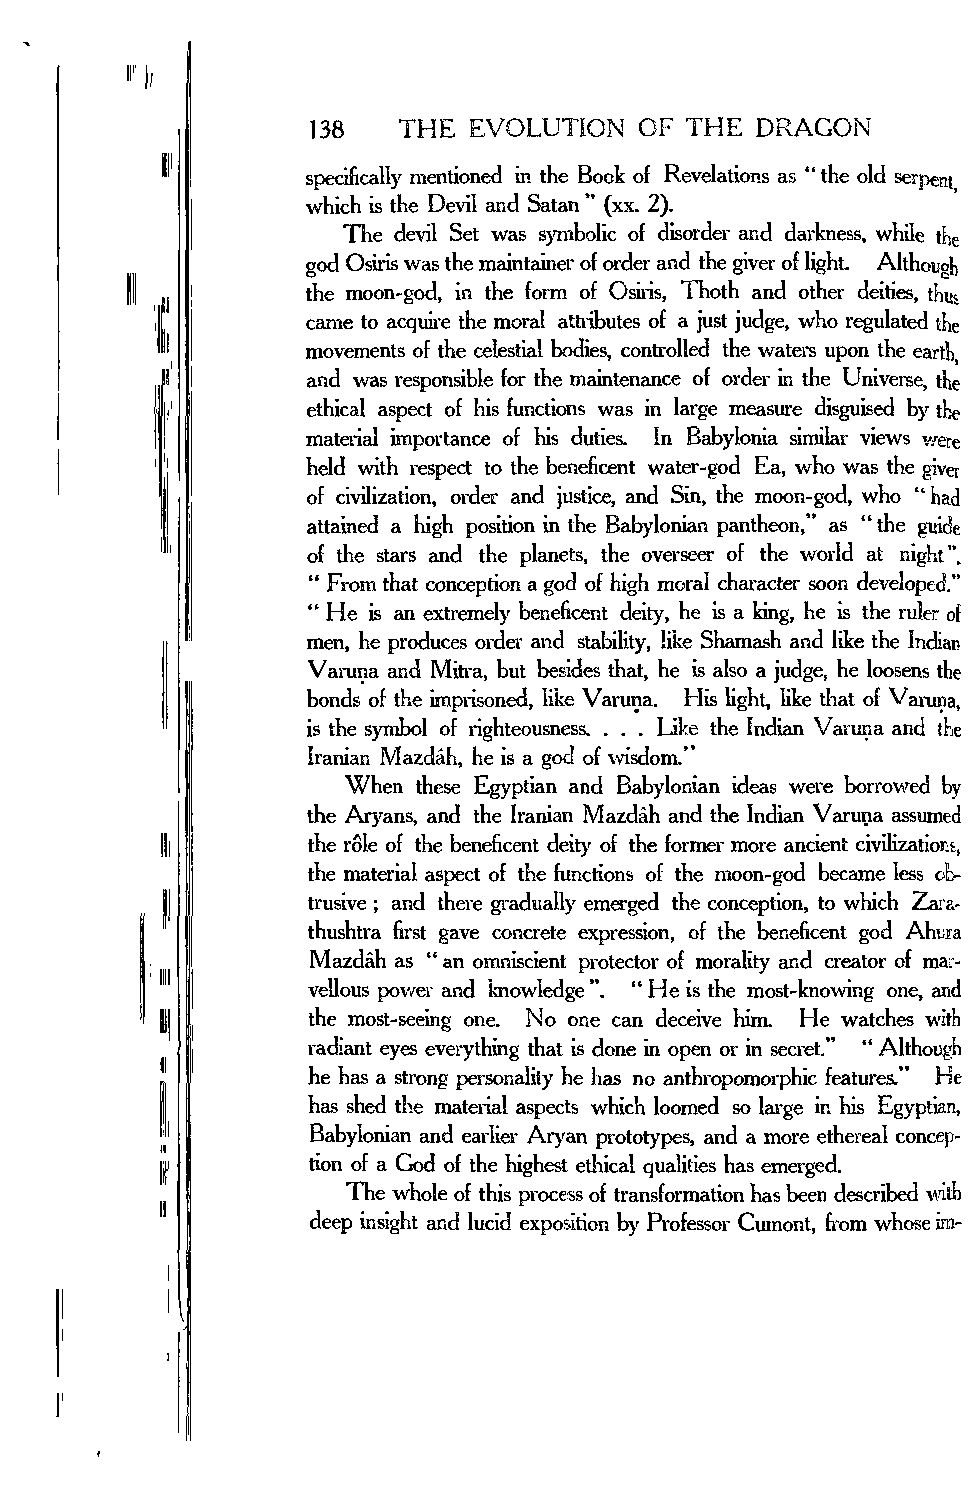 138 THE EVOLUTION OF THE DRAGON
specifically mentioned in the Book of Revelations as “the old serpent,
which is the Devil and Satan” (xx. 2).
The devil Set was symbolic of disorder and darkness, while the
god Osiris was the maintainer of order and the giver of light. Although
the moon-god, in the form of Osiris, Thoth and other deities, thus
came to acquire the moral attributes of a just judge, who regulated the
movements of the celestial bodies, controlled the waters upon the earth,
and was responsible for the maintenance of order in the Universe, the
ethical aspect of his functions was in large measure disguised by the
material importance of his duties. In Babylonia similar views were
held with respect to the beneficent water-god Ea, who was the giver
of civilization, order and justice, and Sin, the moon-god, who “had
attained a high position in the Babylonian pantheon,” as “the guide
of the stars and the planets, the overseer of the world at night”.
“From that conception a god of high moral character soon developed.”
“He is an extremely beneficent deity, he is a king, he is the ruler of
men, he produces order and stability, like Shamash and like the Indian
Varuṇa and Mitra, but besides that, he is also a judge, he loosens the
bonds of the imprisoned, like Varuṇa. His light, like that of Varuṇa,
is the symbol of righteousness. . . . Like the Indian Varuṇa and the
Iranian Mazdâh, he is a god of wisdom.”
When these Egyptian and Babylonian ideas were borrowed by
the Aryans, and the Iranian Mazdâh and the Indian Varuṇa assumed
the rôle of the beneficent deity of the former more ancient civilizations,
the material aspect of the functions of the moon-god became less ob-
trusive ; and there gradually emerged the conception, to which Zara-
thushtra first gave concrete expression, of the beneficent god Ahura
Mazdâh as “an omniscient protector of morality and creator of mar-
vellous power and knowledge”. “He is the most-knowing one, and
the most-seeing one. No one can deceive him. He watches with
radiant eyes everything that is done in open or in secret.” “Although
he has a strong personality he has no anthropomorphic features.” He
has shed the material aspects which loomed so large in his Egyptian,
Babylonian and earlier Aryan prototypes, and a more ethereal concep-
tion of a God of the highest ethical qualities has emerged.
The whole of this process of transformation has been described with
deep insight and lucid exposition by Professor Cumont, from whose im-